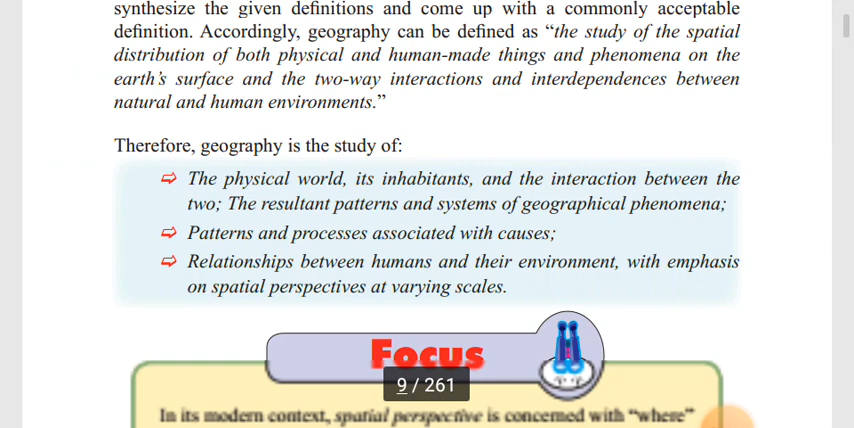 synthesize the given definitions and come up with a commonly acceptable
definition. Accordingly, geography can be defined as “the study of the spatial
distribution of both physical and human-made things and phenomena on the
earth’s surface and the two-way interactions and interdependences between
natural and human environments.”
Therefore, geography is the study of:
The physical world, its inhabitants, and the interaction between the
two; The resultant patterns and systems of geographical phenomena;
Patterns and processes associated with causes;
Relationships between humans and their environment, with emphasis
on spatial perspectives at varying scales.
Focus
9 / 261
In its modern context, spatial perspective is concerned with “where”